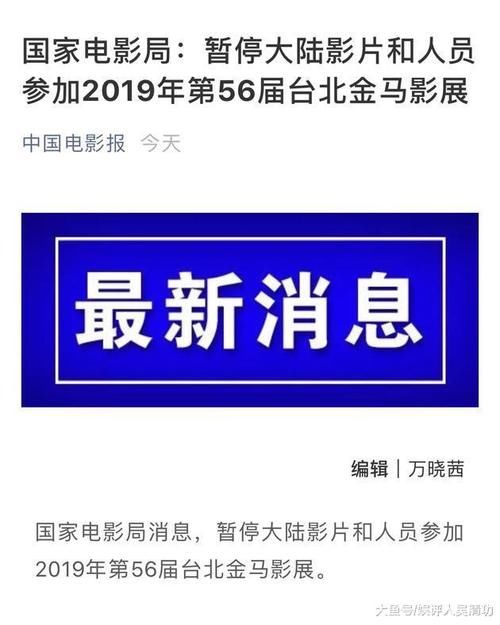 国家电影局：暂停大陆影片和人员
参加2019年第56届台北金马影展
中国电影报 今天
最新消息
编辑｜万晓茜
国家电影局消息，暂停大陆影片和人员参加
2019年第56届台北金马影展。
大鱼号/娱评人吴清功